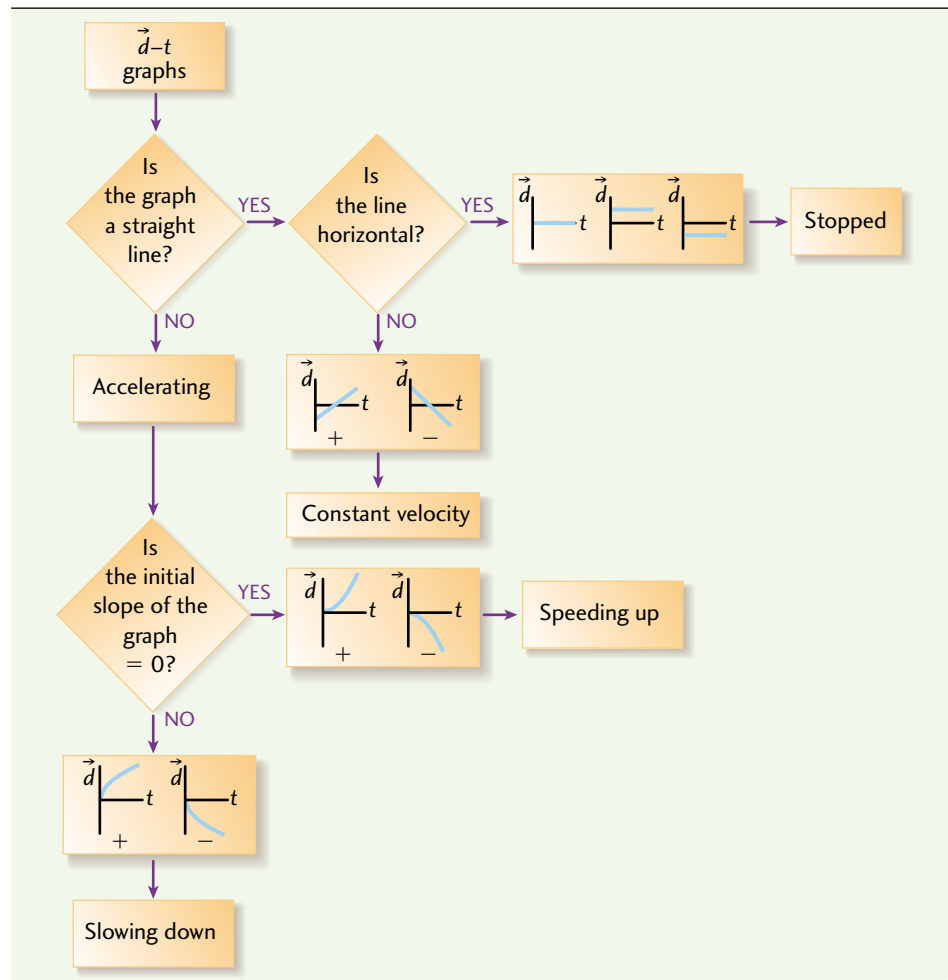 d⃗–t
graphs
Is
the graph
a straight
line?
YES
Is
the line
horizontal?
YES
d⃗
t
d⃗
t
d⃗
t
Stopped
NO
NO
Accelerating
d⃗
t
+
d⃗
t
−
Constant velocity
Is
the initial
slope of the
graph
= 0?
YES
d⃗
t
+
d⃗
t
−
Speeding up
NO
d⃗
t
+
d⃗
t
−
Slowing down